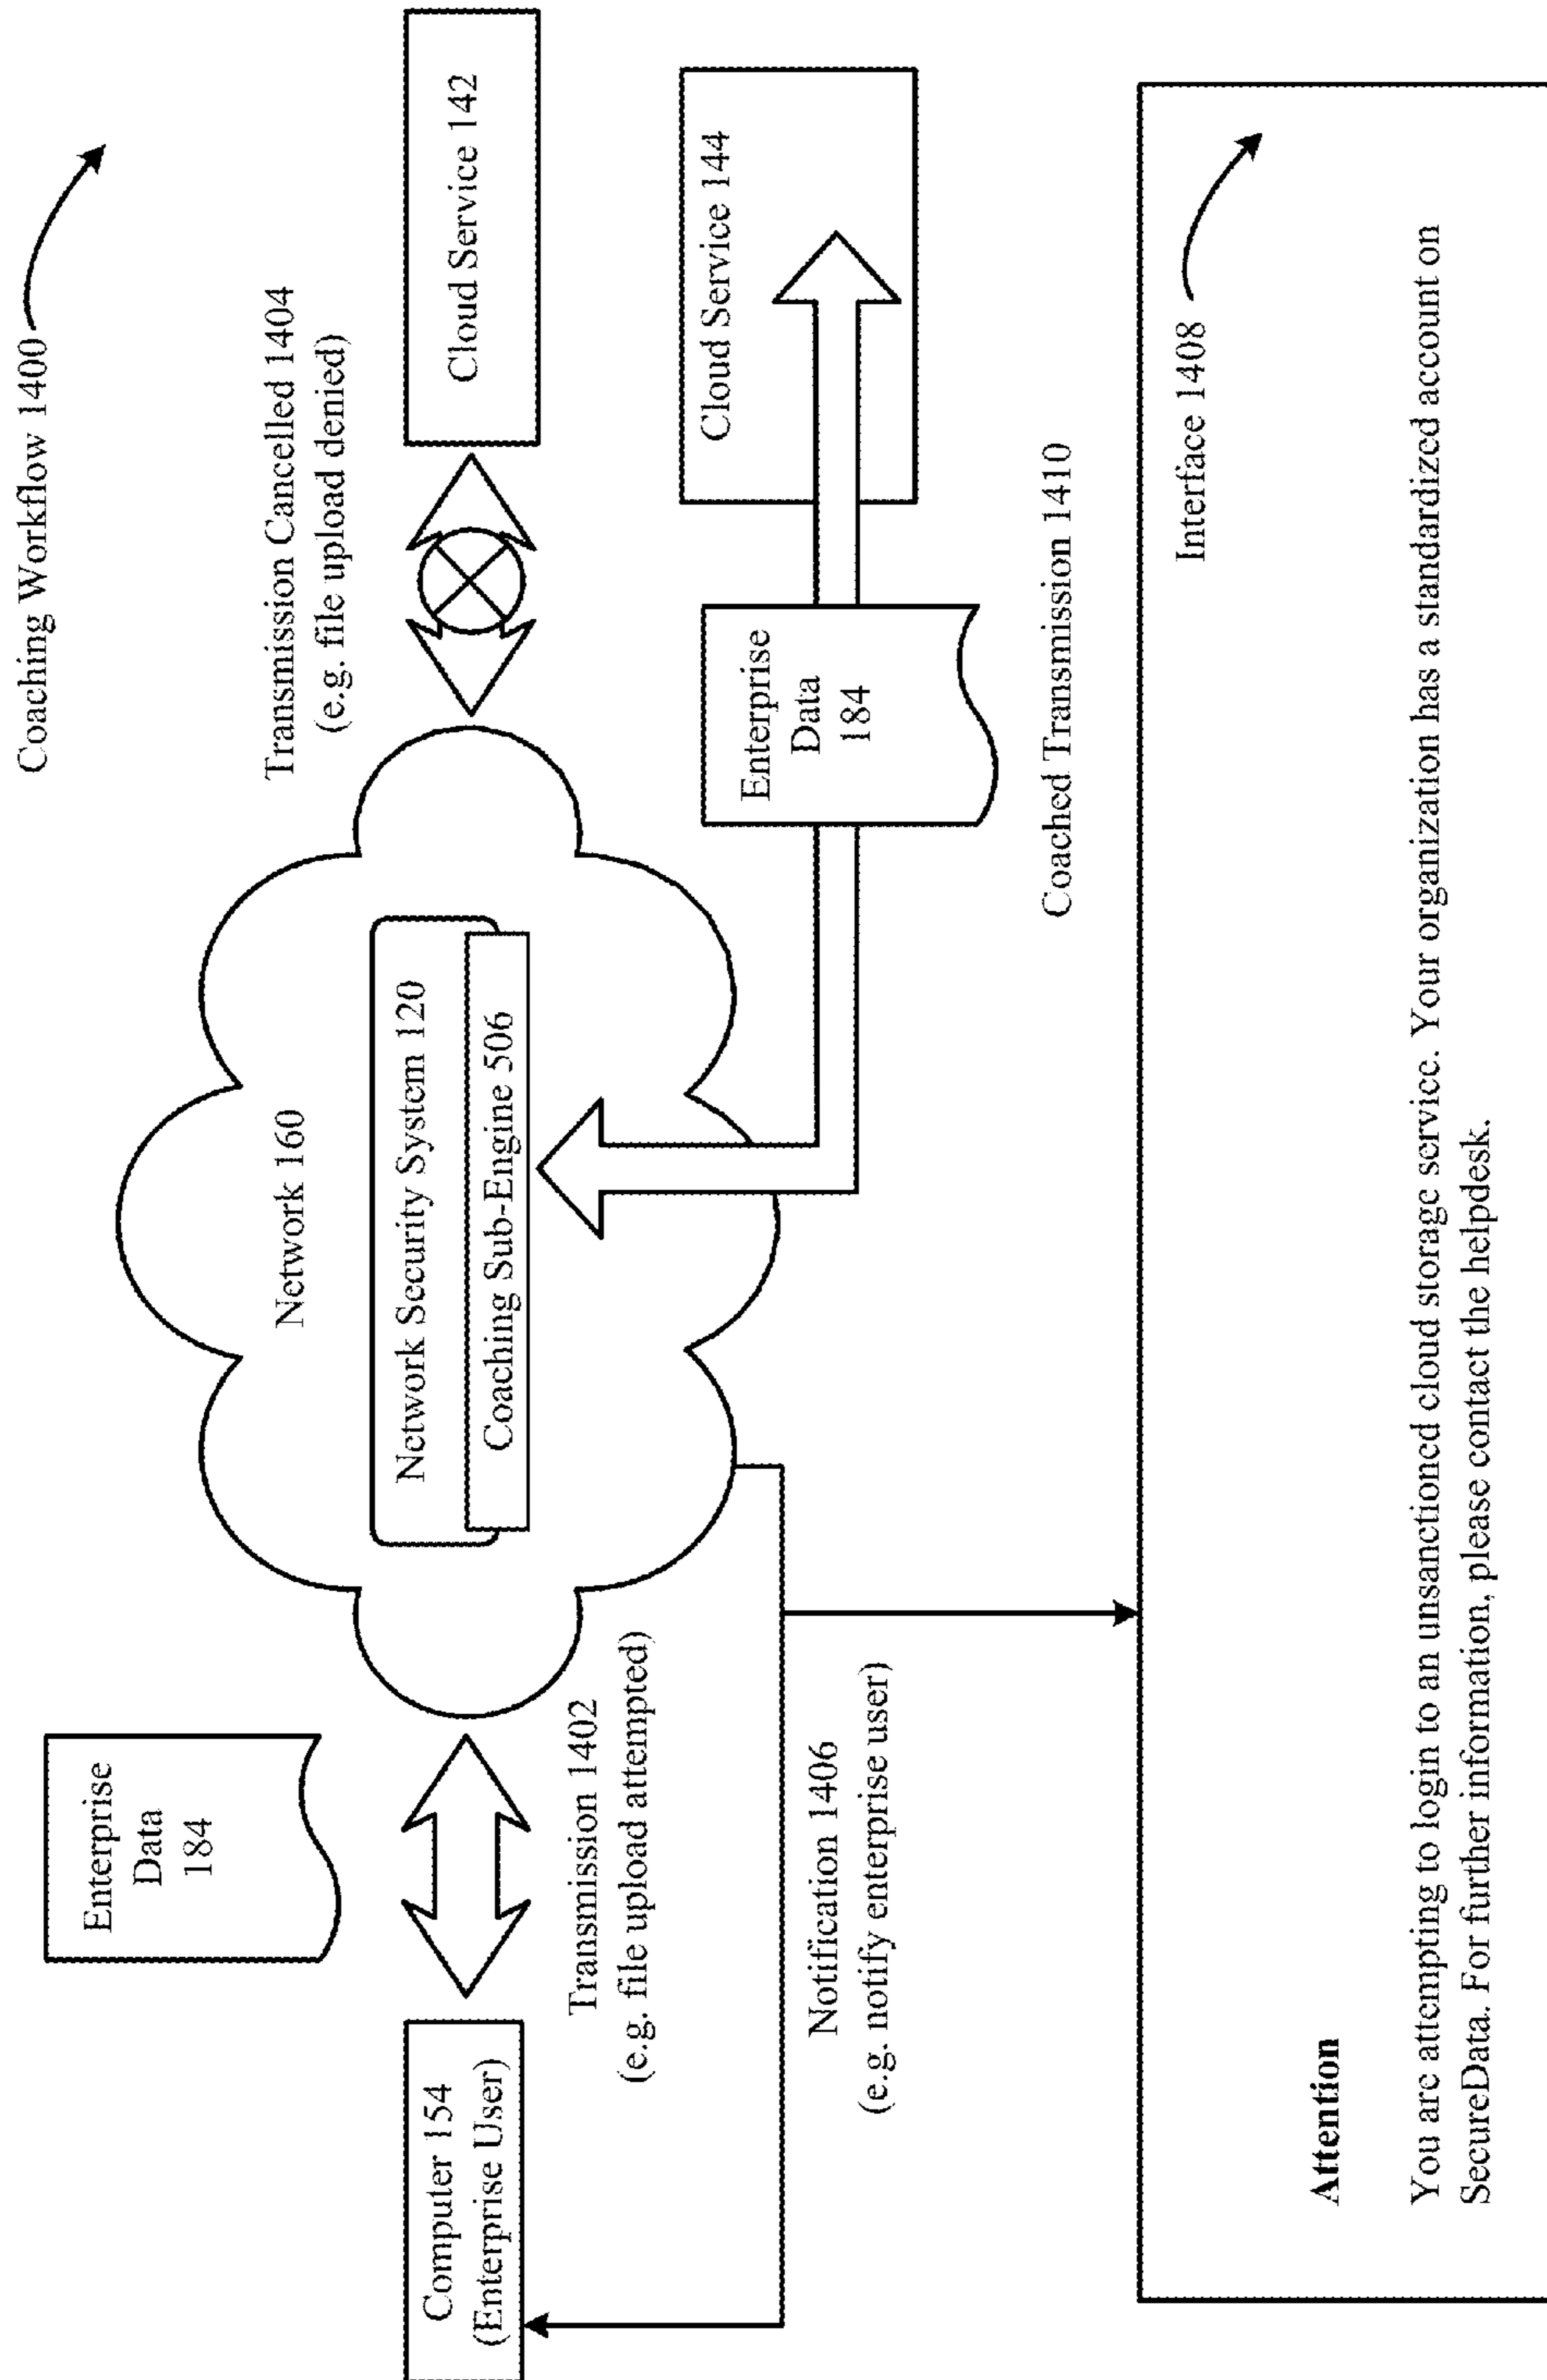 Coaching Workflow 1400
Enterprise
Data
184
Computer 154
(Enterprise User)
Transmission 1402
(e.g. file upload attempted)
Network 160
Network Security System 120
Coaching Sub-Engine 506
Transmission Cancelled 1404
(e.g. file upload denied)
Cloud Service 142
Cloud Service 144
Enterprise
Data
184
Notification 1406
(e.g. notify enterprise user)
Coached Transmission 1410
Interface 1408
Attention
You are attempting to login to an unsanctioned cloud storage service. Your organization has a standardized account on
SecureData. For further information, please contact the helpdesk.